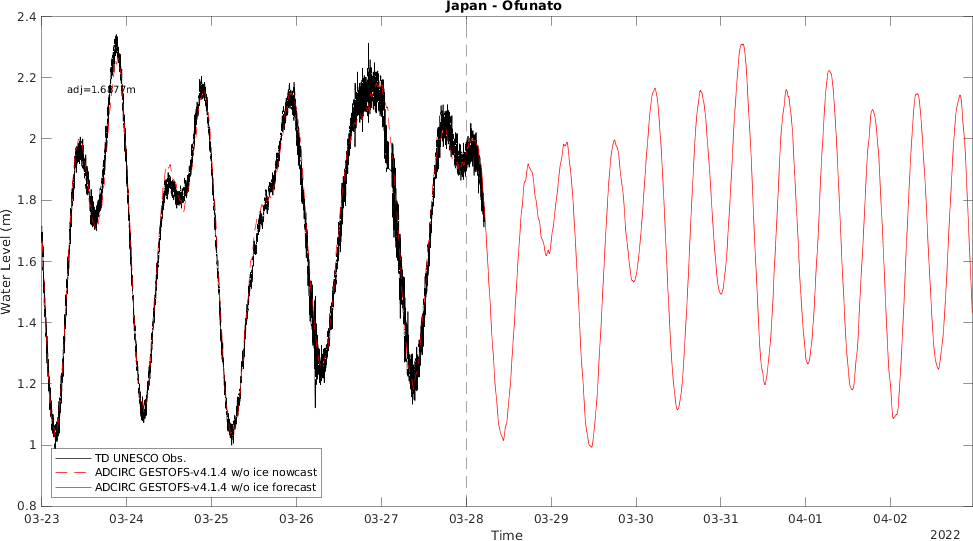 Japan - Ofunato
2.4
2.2
2
1.8
1.6
1.4
1.2
1
0.8
Water Level (m)
adj=1.6877m
TD UNESCO Obs.
ADCIRC GESTOFS-v4.1.4 w/o ice nowcast
ADCIRC GESTOFS-v4.1.4 w/o ice forecast
03-23 03-24 03-25 03-26 03-27 03-28 03-29 03-30 03-31 04-01 04-02
Time
2022